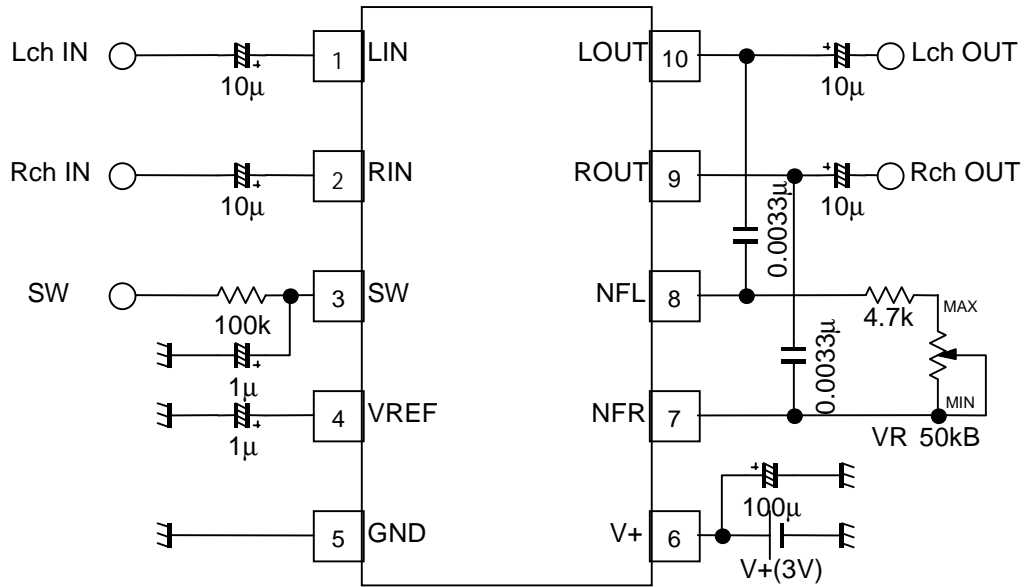 Lch IN
10μ
1
LIN
LOUT
10
10μ
Lch OUT
Rch IN
10μ
2
RIN
ROUT
9
10μ
Rch OUT
0.0033μ
SW
100k
3
SW
NFL
8
4.7k
MAX
1μ
0.0033μ
1μ
4
VREF
NFR
7
MIN
VR 50kB
100μ
5
GND
V+
6
V+(3V)